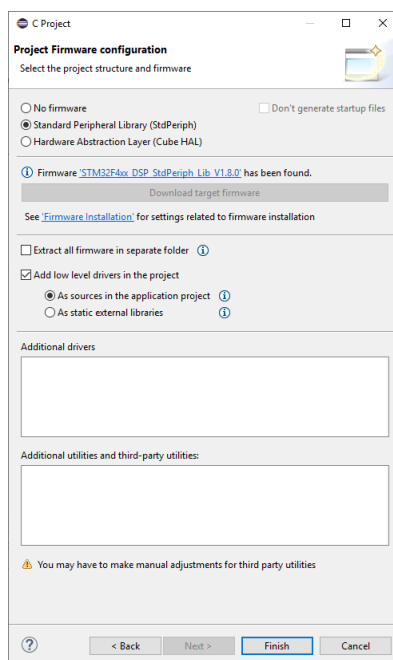 C Project
Project Firmware configuration
Select the project structure and firmware
No firmware
Don't generate startup files
Standard Peripheral Library (StdPeriph)
Hardware Abstraction Layer (Cube HAL)
Firmware 'STM32F4xx_DSP_StdPeriph_Lib_V1.8.0' has been found.
Download target firmware
See 'Firmware Installation' for settings related to firmware installation
Extract all firmware in separate folder
Add low level drivers in the project
As sources in the application project
As static external libraries
Additional drivers
Additional utilities and third-party utilities:
You may have to make manual adjustments for third party utilities
< Back
Next >
Finish
Cancel